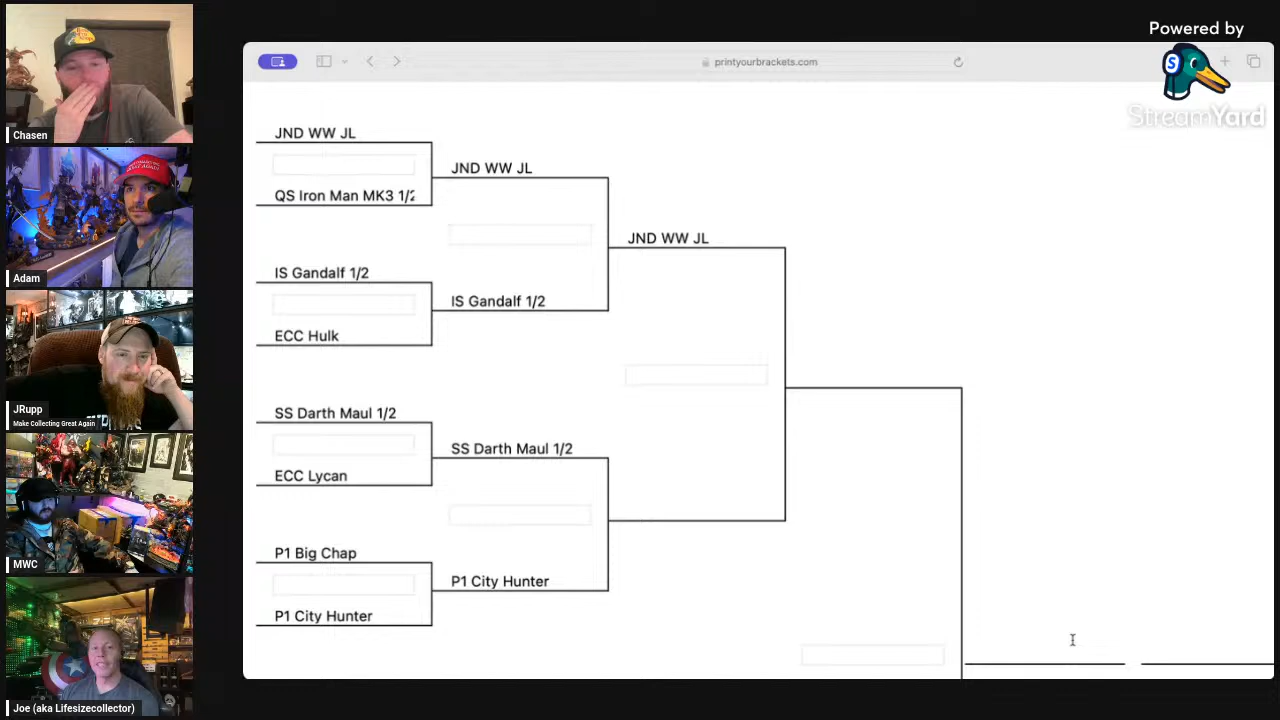 Powered by
StreamYard
printyourbrackets.com
Chasen
Adam
JRupp
Make Collecting Great Again
MWC
Joe (aka Lifesizecollector)
JND WW JL
QS Iron Man MK3 1/2
IS Gandalf 1/2
ECC Hulk
SS Darth Maul 1/2
ECC Lycan
P1 Big Chap
P1 City Hunter
JND WW JL
IS Gandalf 1/2
SS Darth Maul 1/2
P1 City Hunter
JND WW JL